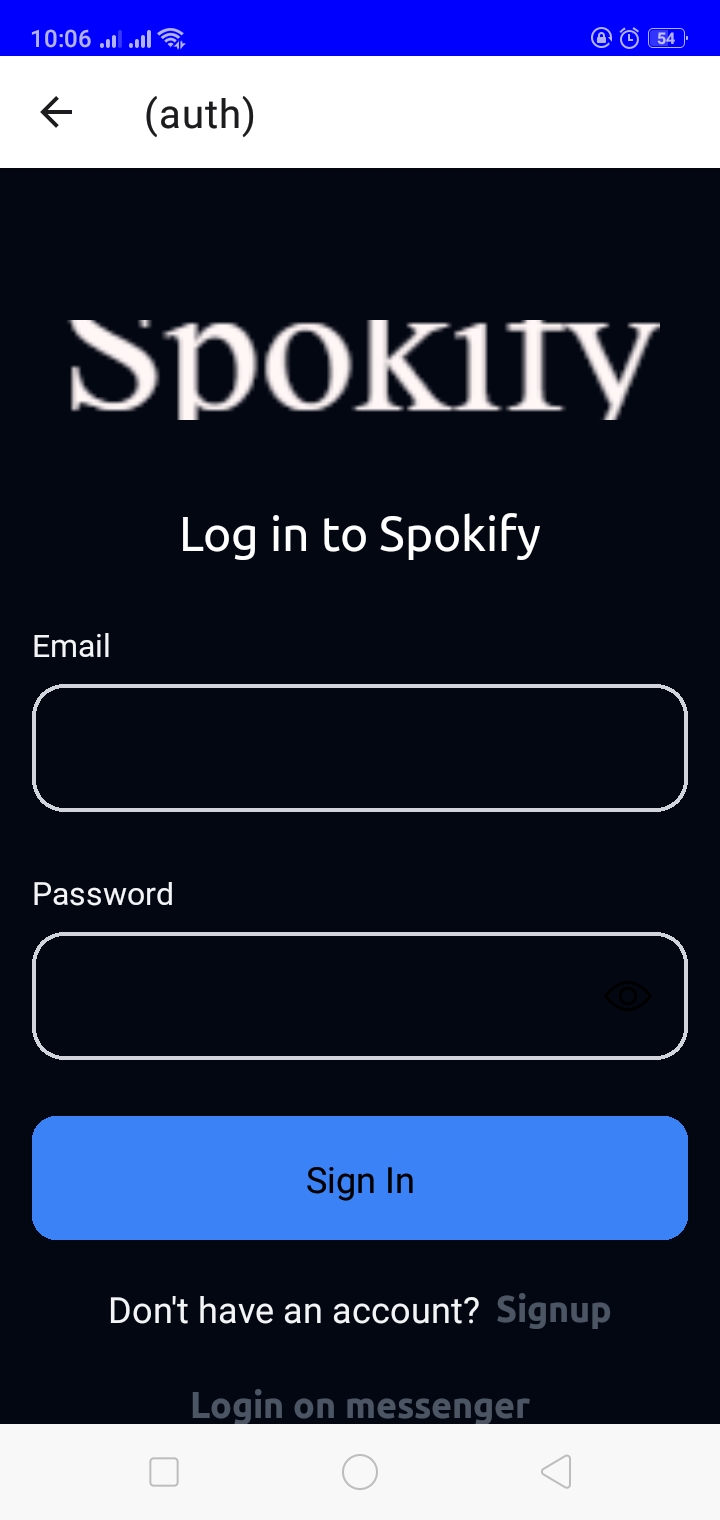 10:06
54
(auth)
Spokify
Log in to Spokify
Email
Password
Sign In
Don't have an account? Signup
Login on messenger